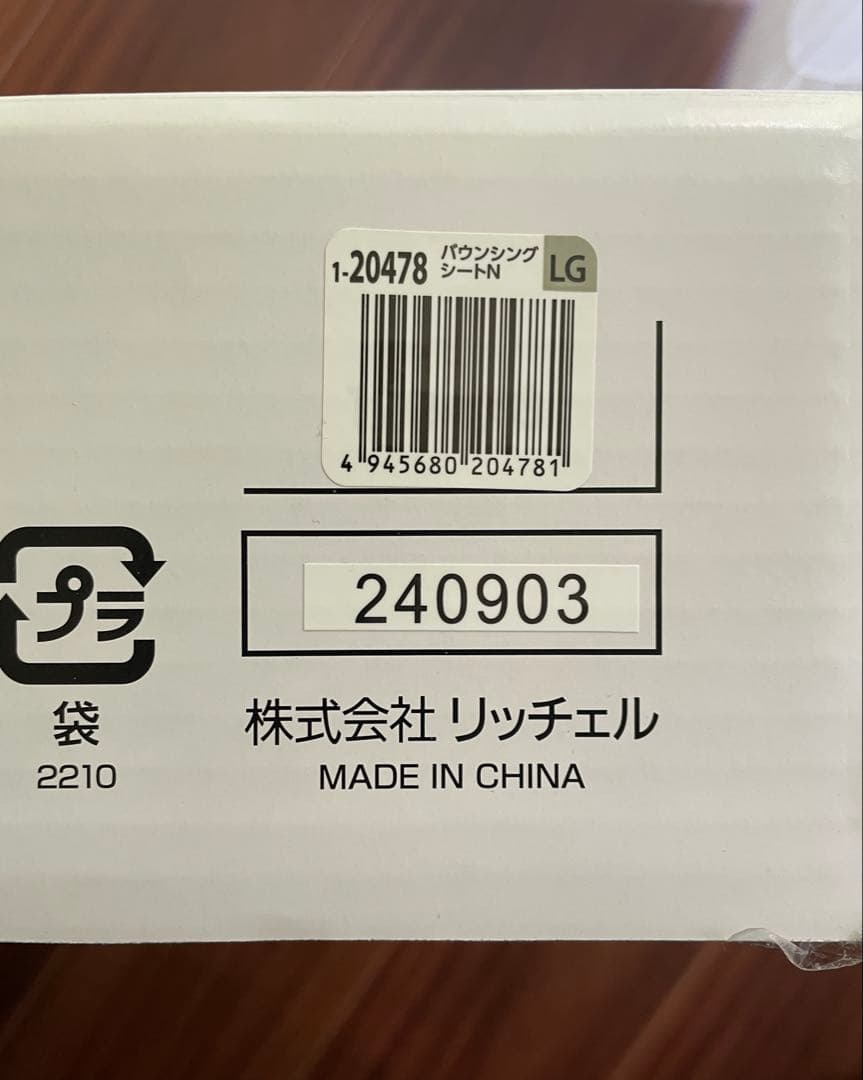 1-20478
バウンシング
シートN
LG
4 945680 204781
プラ
240903
袋
2210
株式会社 リッチェル
MADE IN CHINA